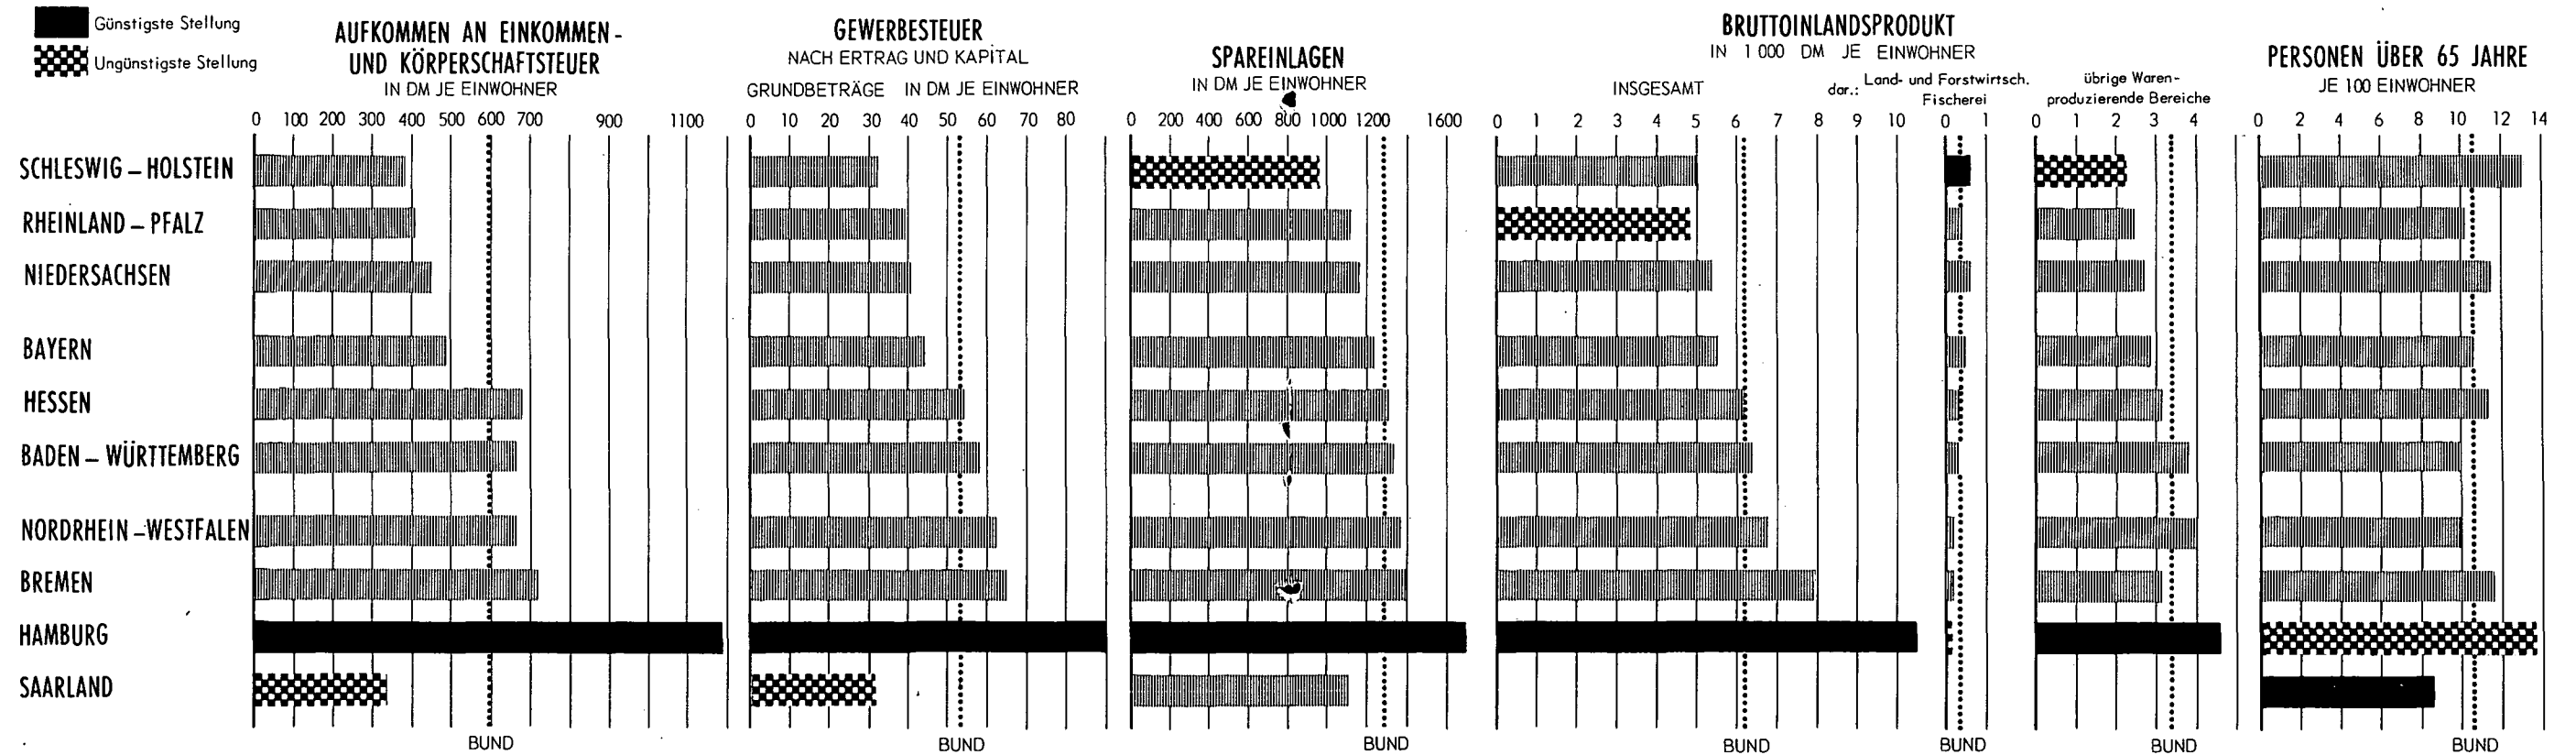 Günstigste Stellung
Ungünstigste Stellung
AUFKOMMEN AN EINKOMMEN-
UND KÖRPERSCHAFTSTEUER
IN DM JE EINWOHNER
0 100 200 300 400 500 600 700 900 1100
GEWERBESTEUER
NACH ERTRAG UND KAPITAL
GRUNDBETRÄGE IN DM JE EINWOHNER
0 10 20 30 40 50 60 70 80
SPAREINLAGEN
IN DM JE EINWOHNER
0 200 400 600 800 1000 1200 1600
BRUTTOINLANDSPRODUKT
IN 1000 DM JE EINWOHNER
INSGESAMT
0 1 2 3 4 5 6 7 8 9 10
dar.: Land- und Forstwirtsch.
Fischerei
0 1
übrige Waren-
produzierende Bereiche
0 1 2 3 4
PERSONEN ÜBER 65 JAHRE
JE 100 EINWOHNER
0 2 4 6 8 10 12 14
SCHLESWIG – HOLSTEIN
RHEINLAND – PFALZ
NIEDERSACHSEN
BAYERN
HESSEN
BADEN – WÜRTTEMBERG
NORDRHEIN – WESTFALEN
BREMEN
HAMBURG
SAARLAND
BUND BUND BUND BUND BUND BUND BUND